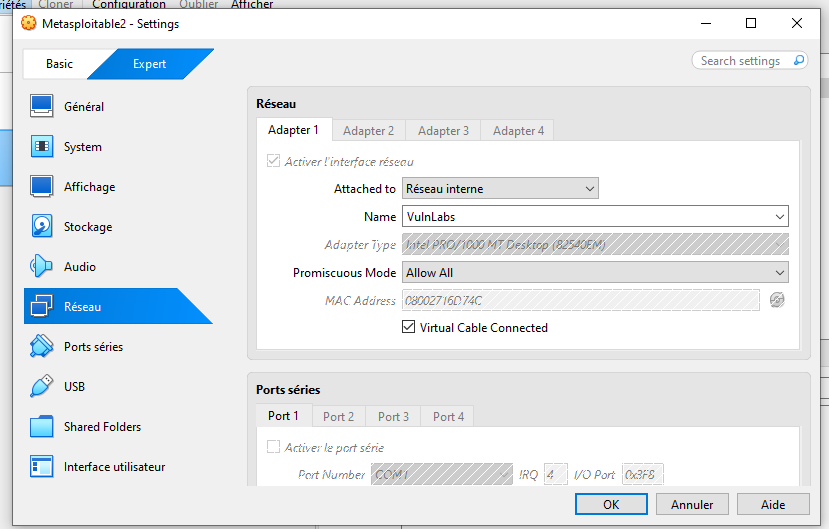 Cloner Configuration Oublier Afficher
Metasploitable2 - Settings
Basic Expert
Search settings
Général
System
Affichage
Stockage
Audio
Réseau
Ports séries
USB
Shared Folders
Interface utilisateur
Réseau
Adapter 1 Adapter 2 Adapter 3 Adapter 4
Activer l'interface réseau
Attached to Réseau interne
Name VulnLabs
Adapter Type Intel PRO/1000 MT Desktop (82540EM)
Promiscuous Mode Allow All
MAC Address 08002716D74C
Virtual Cable Connected
Ports séries
Port 1 Port 2 Port 3 Port 4
Activer le port série
Port Number COM1 IRQ 4 I/O Port 0x3F8
OK Annuler Aide